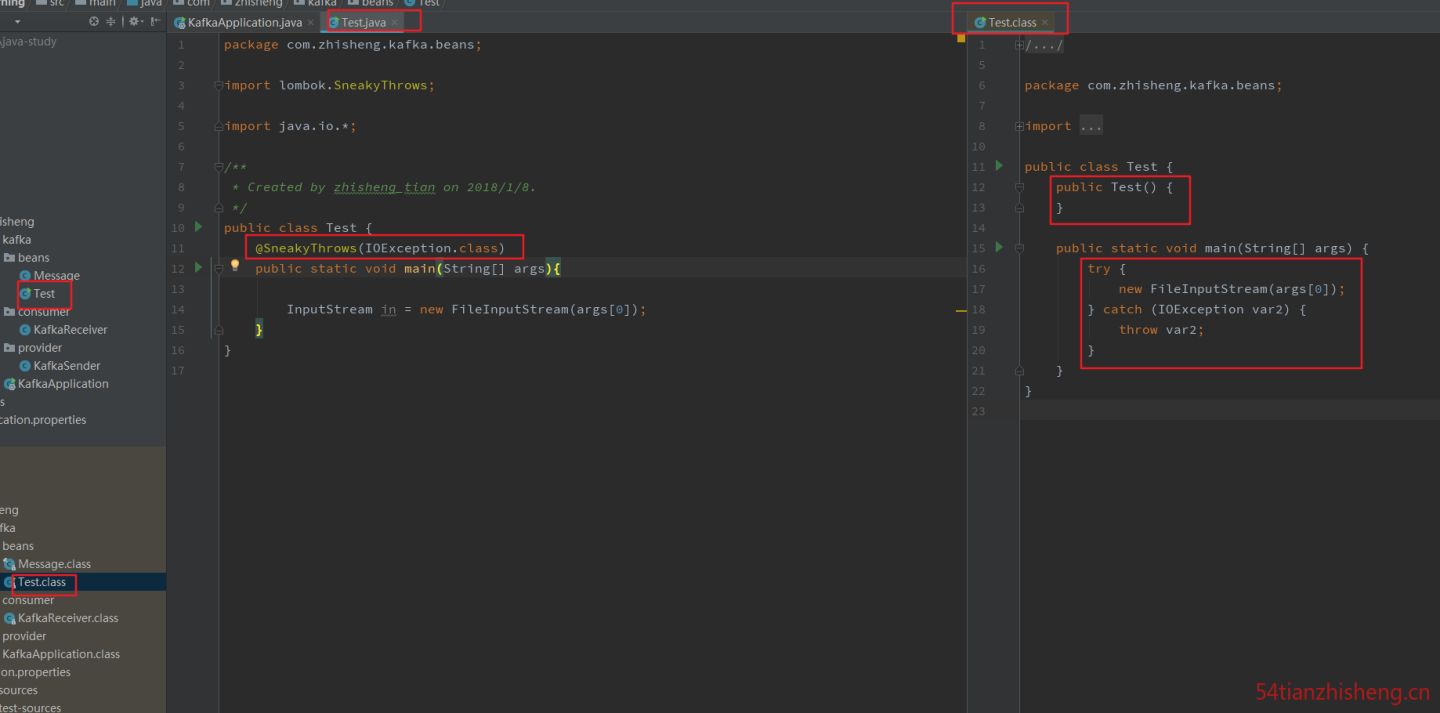 ning src main java com zhisheng kafka beans Test
KafkaApplication.java × Test.java ×
\java-study
isheng
kafka
beans
Message
Test
consumer
KafkaReceiver
provider
KafkaSender
KafkaApplication
s
cation.properties
eng
fka
beans
Message.class
Test.class
consumer
KafkaReceiver.class
provider
KafkaApplication.class
on.properties
sources
test-sources
1 package com.zhisheng.kafka.beans;
2
3 import lombok.SneakyThrows;
4
5 import java.io.*;
6
7 /**
8 * Created by zhisheng_tian on 2018/1/8.
9 */
10 public class Test {
11 @SneakyThrows(IOException.class)
12 public static void main(String[] args){
13
14 InputStream in = new FileInputStream(args[0]);
15 }
16 }
17
Test.class ×
1 /.../
5
6 package com.zhisheng.kafka.beans;
7
8 import ...
10
11 public class Test {
12 public Test() {
13 }
14
15 public static void main(String[] args) {
16 try {
17 new FileInputStream(args[0]);
18 } catch (IOException var2) {
19 throw var2;
20 }
21 }
22 }
23
54tianzhisheng.cn